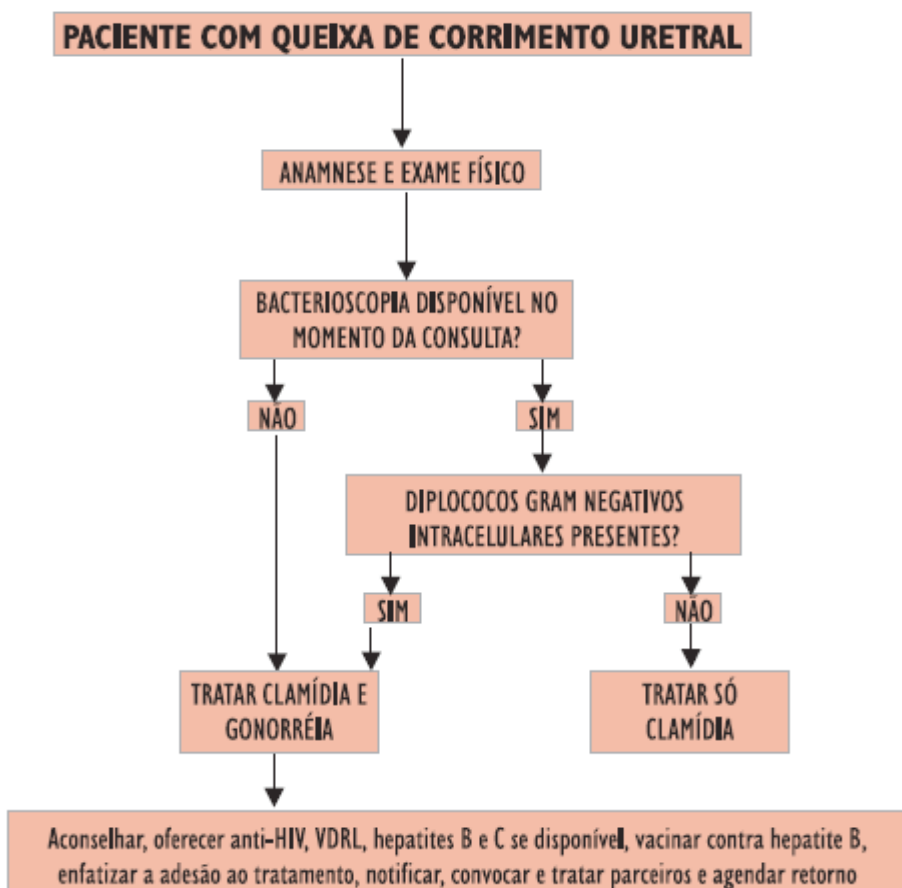 PACIENTE COM QUEIXA DE CORRIMENTO URETRAL
ANAMNESE E EXAME FÍSICO
BACTERIOSCOPIA DISPONÍVEL NO
MOMENTO DA CONSULTA?
NÃO
SIM
DIPLOCOCOS GRAM NEGATIVOS
INTRACELULARES PRESENTES?
SIM
NÃO
TRATAR CLAMÍDIA E
GONORRÉIA
TRATAR SÓ
CLAMÍDIA
Aconselhar, oferecer anti-HIV, VDRL, hepatites B e C se disponível, vacinar contra hepatite B,
enfatizar a adesão ao tratamento, notificar, convocar e tratar parceiros e agendar retorno